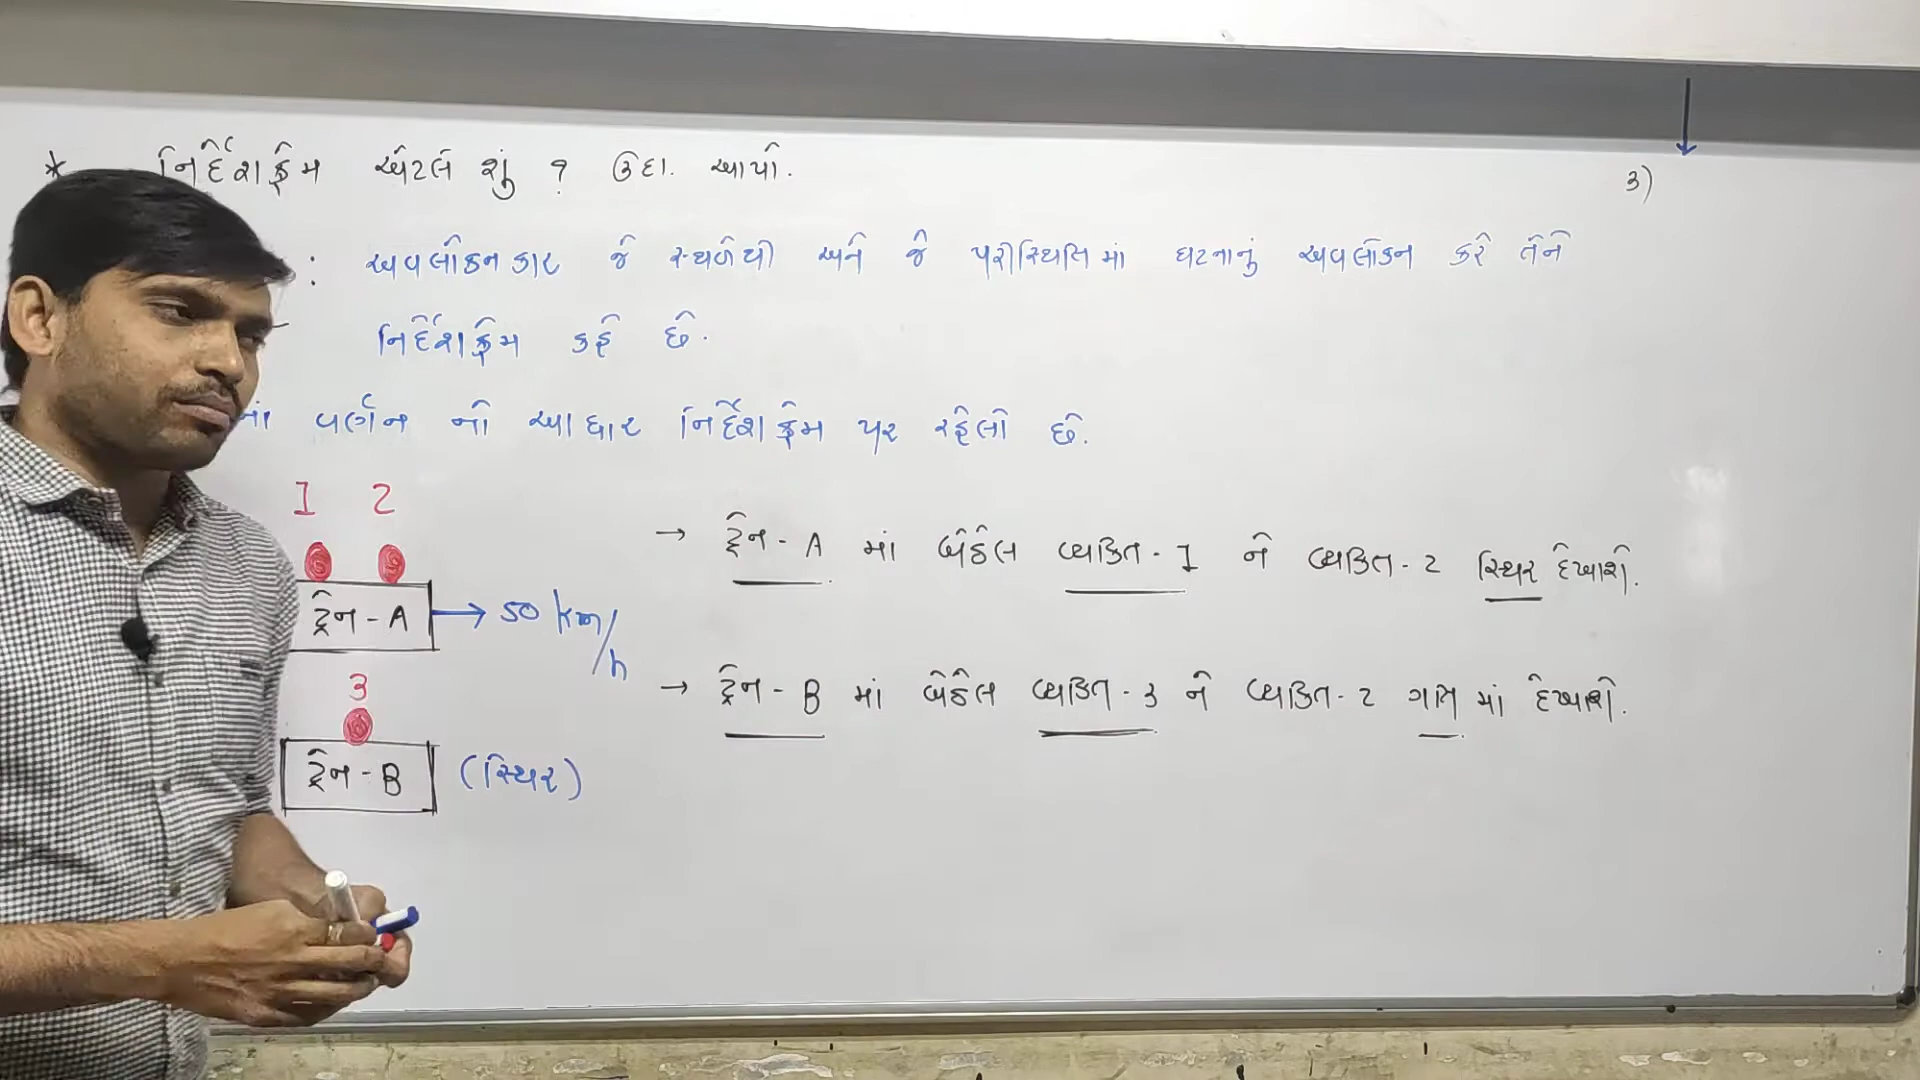 * નિર્દેશફ્રેમ એટલે શું ? ઉદા. આપો.
3)
: અવલોકનકાર જે સ્થળેથી અને જે પરીસ્થિતિમાં ઘટનાનું અવલોકન કરે તેને
નિર્દેશફ્રેમ કહે છે.
નાં વર્ણન નો આધાર નિર્દેશફ્રેમ પર રહેલો છે.
1 2
→ ટ્રેન - A માં બેઠેલ વ્યકિત - 1 ને વ્યકિત - 2 સ્થિર દેખાશે.
ટ્રેન - A → 50 km/h
3
→ ટ્રેન - B માં બેઠેલ વ્યકિત - 3 ને વ્યકિત - 2 ગતિ માં દેખાશે.
ટ્રેન - B (સ્થિર)